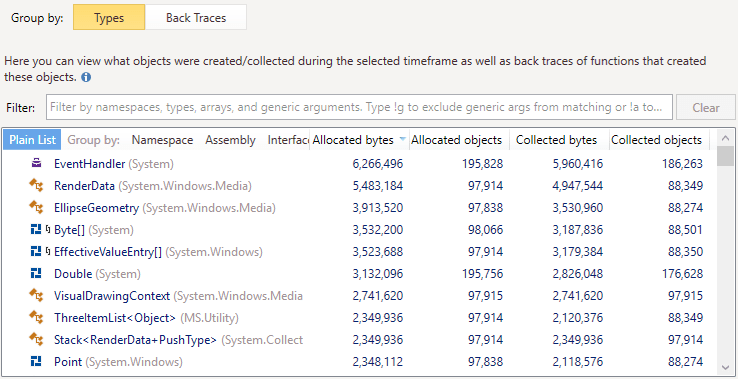 Group by: Types Back Traces
Here you can view what objects were created/collected during the selected timeframe as well as back traces of functions that created
these objects.
Filter: Filter by namespaces, types, arrays, and generic arguments. Type !g to exclude generic args from matching or !a to... Clear
Plain List Group by: Namespace Assembly Interface Allocated bytes Allocated objects Collected bytes Collected objects
EventHandler (System) 6,266,496 195,828 5,960,416 186,263
RenderData (System.Windows.Media) 5,483,184 97,914 4,947,544 88,349
EllipseGeometry (System.Windows.Media) 3,913,520 97,838 3,530,960 88,274
Byte[] (System) 3,532,200 98,066 3,187,836 88,501
EffectiveValueEntry[] (System.Windows) 3,523,688 97,914 3,179,384 88,350
Double (System) 3,132,096 195,756 2,826,048 176,628
VisualDrawingContext (System.Windows.Media 2,741,620 97,915 2,741,620 97,915
ThreeItemList<Object> (MS.Utility) 2,349,936 97,914 2,120,376 88,349
Stack<RenderData+PushType> (System.Collect 2,349,936 97,914 2,349,936 97,914
Point (System.Windows) 2,348,112 97,838 2,118,576 88,274